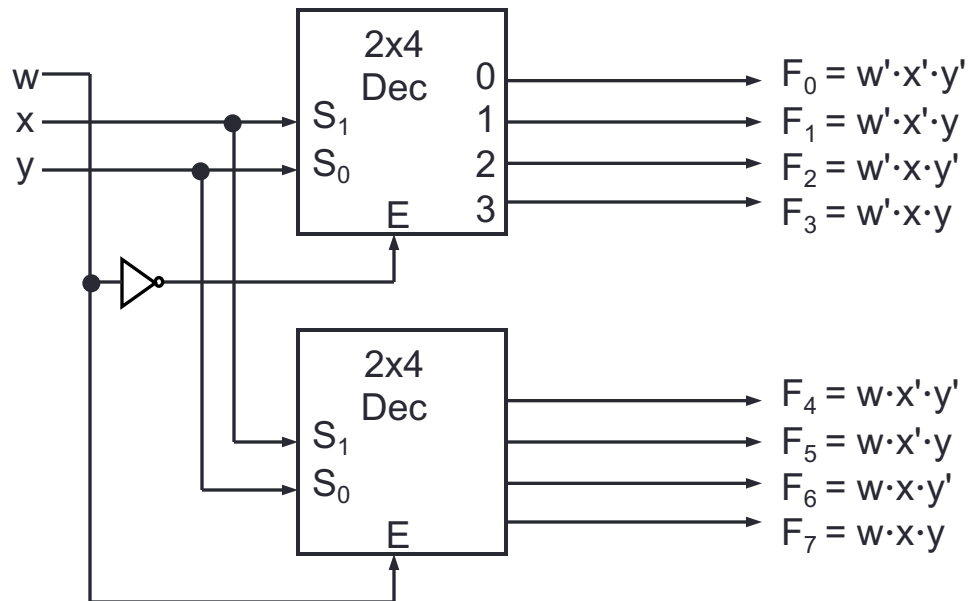 w
x
y
2x4
Dec
S₁
S₀
E
0
1
2
3
F₀ = w'·x'·y'
F₁ = w'·x'·y
F₂ = w'·x·y'
F₃ = w'·x·y
2x4
Dec
S₁
S₀
E
F₄ = w·x'·y'
F₅ = w·x'·y
F₆ = w·x·y'
F₇ = w·x·y